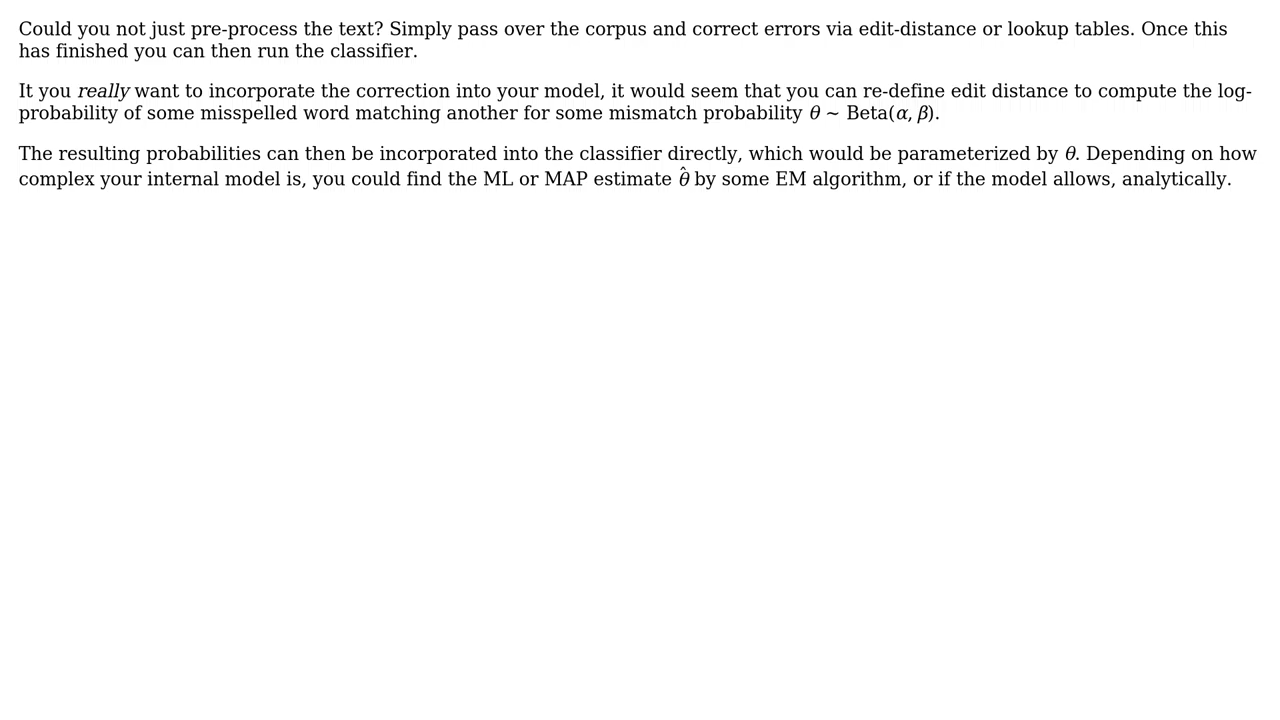 Could you not just pre-process the text? Simply pass over the corpus and correct errors via edit-distance or lookup tables. Once this
has finished you can then run the classifier.
It you really want to incorporate the correction into your model, it would seem that you can re-define edit distance to compute the log-
probability of some misspelled word matching another for some mismatch probability θ ~ Beta(α, β).
The resulting probabilities can then be incorporated into the classifier directly, which would be parameterized by θ. Depending on how
complex your internal model is, you could find the ML or MAP estimate θ̂ by some EM algorithm, or if the model allows, analytically.